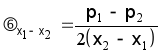 ⑥x₁₋ x₂ = p₁ - p₂ / 2(x₂ - x₁)